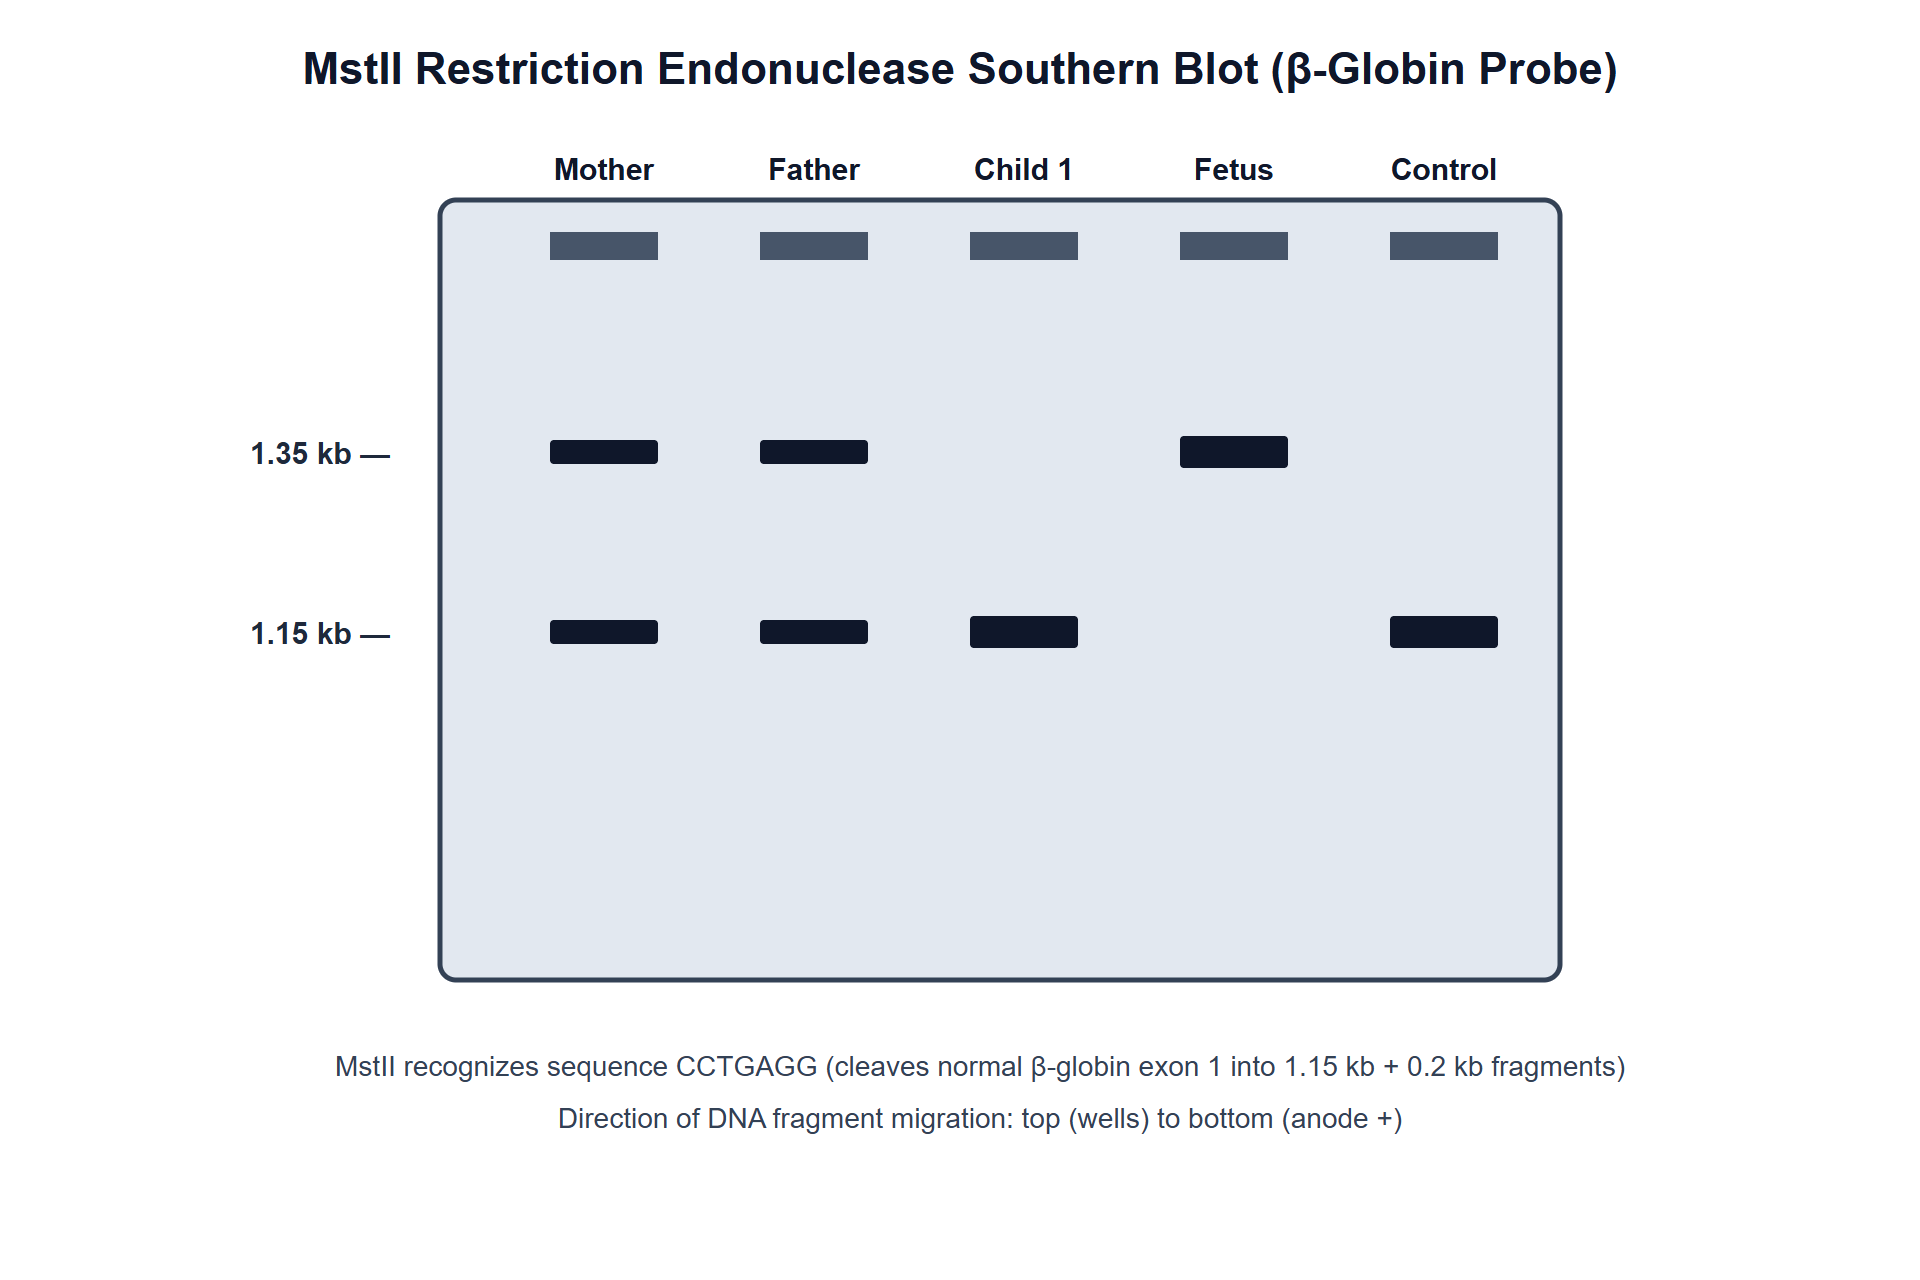 MstII Restriction Endonuclease Southern Blot (β-Globin Probe)
Mother Father Child 1 Fetus Control
1.35 kb —
1.15 kb —
MstII recognizes sequence CCTGAGG (cleaves normal β-globin exon 1 into 1.15 kb + 0.2 kb fragments)
Direction of DNA fragment migration: top (wells) to bottom (anode +)